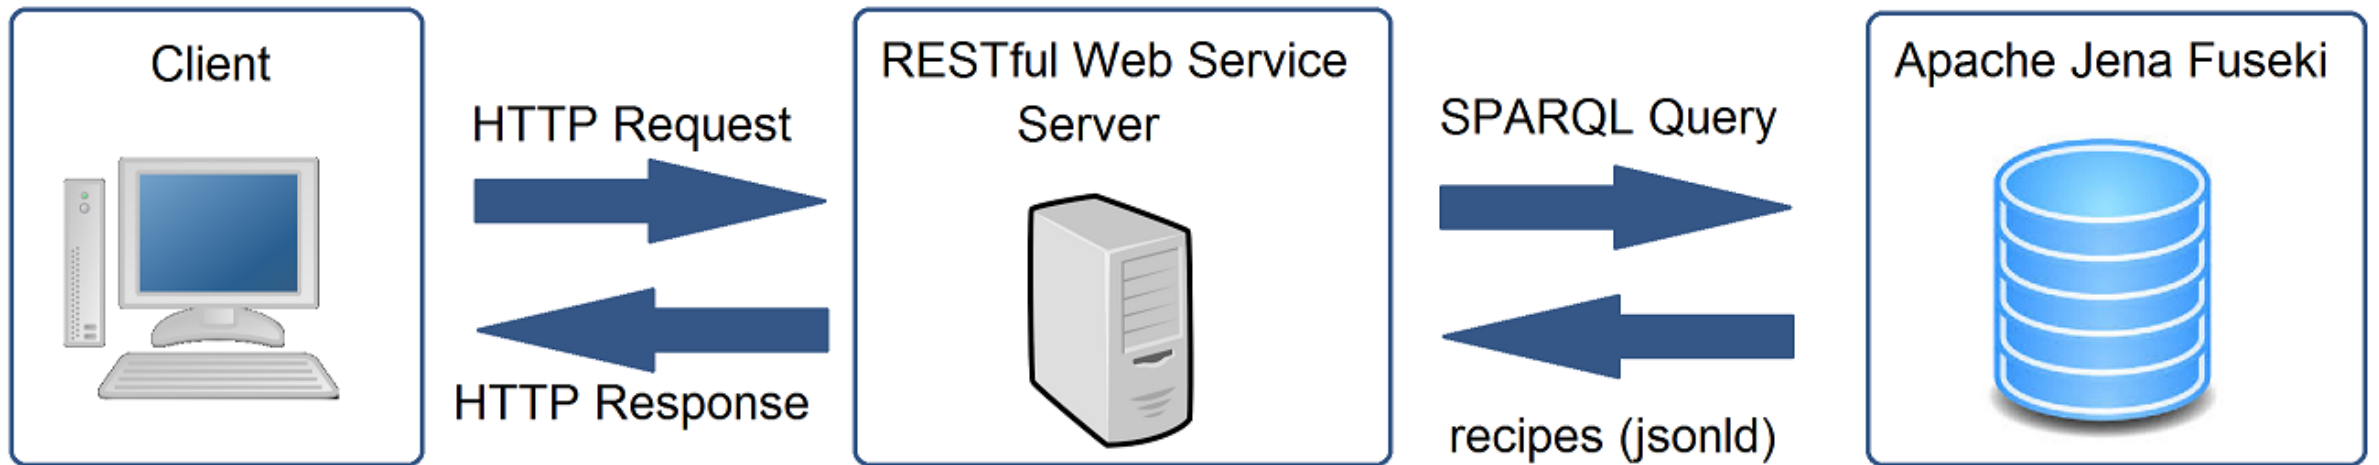 Client
HTTP Request
HTTP Response
RESTful Web Service
Server
SPARQL Query
recipes (jsonld)
Apache Jena Fuseki